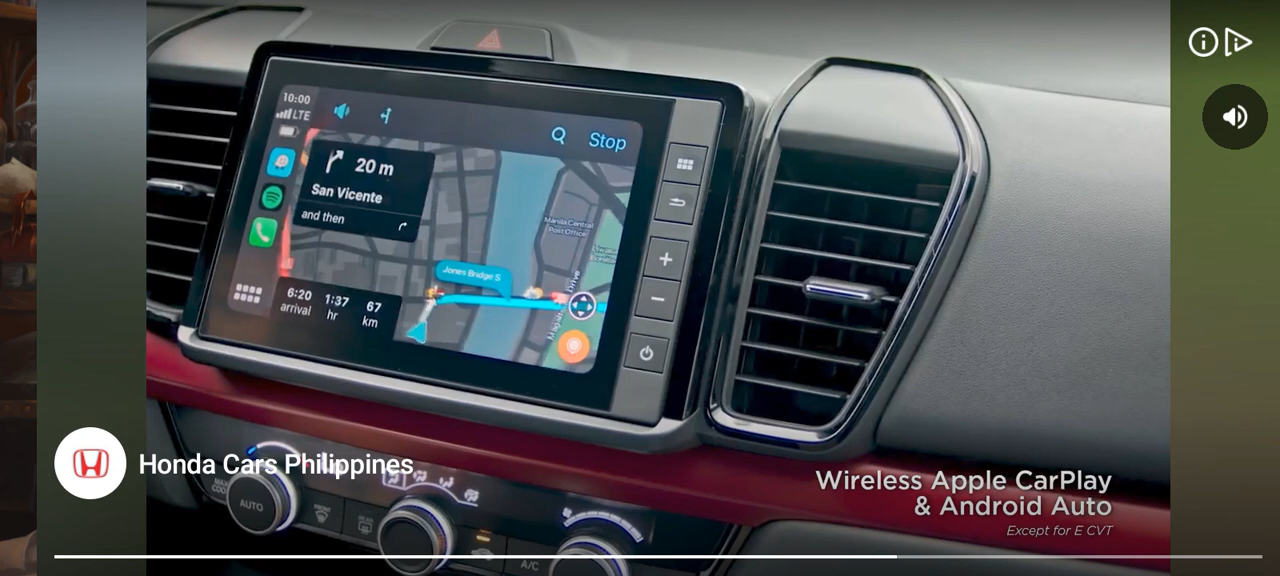 10:00
LTE
Stop
20 m
San Vicente
and then
Manila Central
Post Office
Jones Bridge S
6:20
arrival
1:37
hr
67
km
Honda Cars Philippines
AUTO
FRONT
A/C
Wireless Apple CarPlay
& Android Auto
Except for E CVT